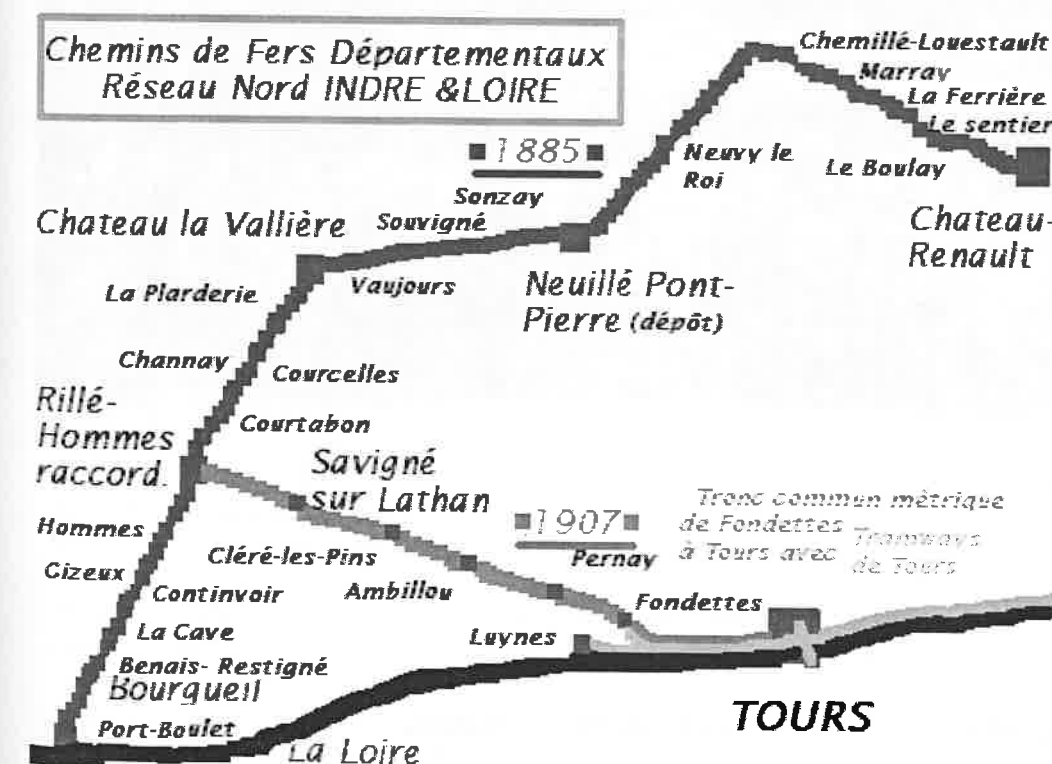 Chemins de Fers Départementaux
Réseau Nord INDRE &LOIRE
Chemillé-Louestault
Marray
La Ferrière
Le sentier
1885
Neuvy le
Roi
Le Boulay
Sonzay
Chateau la Vallière
Souvigné
Chateau-
Renault
La Plarderie
Vaujours
Neuillé Pont-
Pierre (dépôt)
Channay
Courcelles
Rillé-
Hommes
raccord.
Courtabon
Savigné
sur Lathan
1907
Tronc commun métrique
de Fondettes
à Tours avec
Tramways
de Tours
Hommes
Cléré-les-Pins
Pernay
Gizeux
Continvoir
Ambillou
Fondettes
La Cave
Luynes
Benais- Restigné
Bourgueil
Port-Boulet
TOURS
La Loire